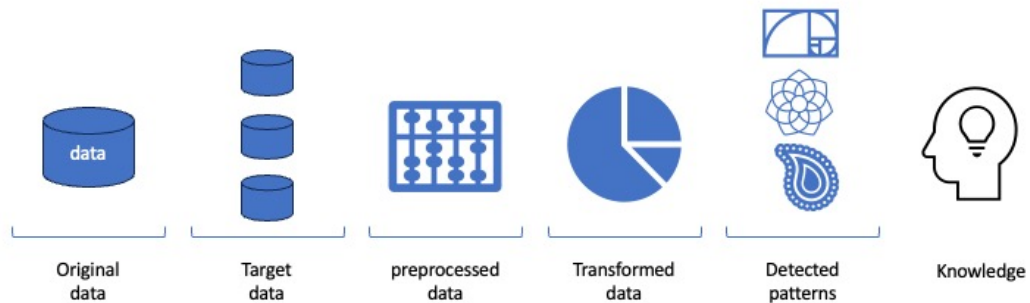 data
Original
data
Target
data
preprocessed
data
Transformed
data
Detected
patterns
Knowledge